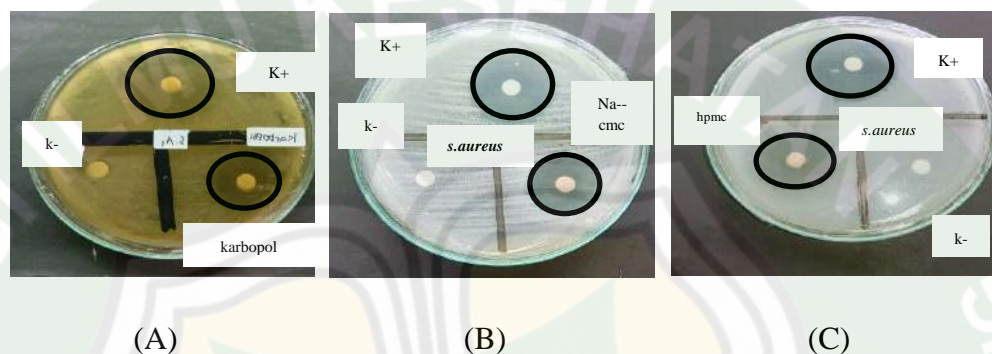 K+
k-
karbopol
K+
k-
Na--
cmc
s.aureus
K+
hpmc
s.aureus
k-
(A)
(B)
(C)